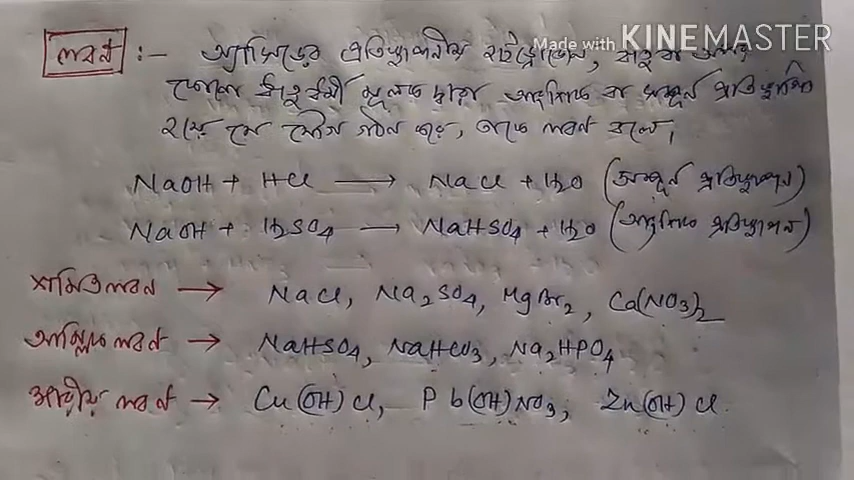 Made with KINEMASTER
লবণ :- অ্যাসিডের প্রতিস্থাপনীয় হাইড্রোজেন, ধাতু বা
কোনো ধাতুধর্মী মূলক দ্বারা আংশিক বা সম্পূর্ণ প্রতিস্থাপিত
হয়ে যে যৌগ গঠন করে, তাকে লবণ বলে।
NaOH + HCl ⟶ NaCl + H2O (সম্পূর্ণ প্রতিস্থাপন)
NaOH + H2SO4 ⟶ NaHSO4 + H2O (আংশিক প্রতিস্থাপন)
শমিত লবণ → NaCl, Na2SO4, MgBr2, Ca(NO3)2
আম্লিক লবণ → NaHSO4, NaHCO3, Na2HPO4
ক্ষারীয় লবণ → Cu(OH)Cl, Pb(OH)NO3, Zn(OH)Cl